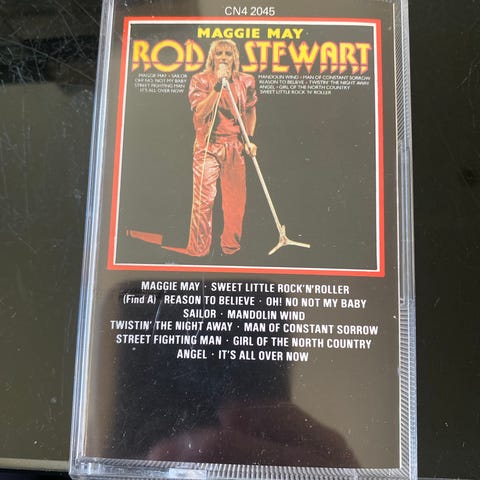 CN4 2045
MAGGIE MAY
ROD STEWART
MAGGIE MAY • SAILOR
OH! NO. NOT MY BABY
STREET FIGHTING MAN
IT'S ALL OVER NOW
MANDOLIN WIND • MAN OF CONSTANT SORROW
REASON TO BELIEVE • TWISTIN' THE NIGHT AWAY
ANGEL • GIRL OF THE NORTH COUNTRY
SWEET LITTLE ROCK 'N' ROLLER
MAGGIE MAY · SWEET LITTLE ROCK'N'ROLLER
(Find A) REASON TO BELIEVE · OH! NO NOT MY BABY
SAILOR · MANDOLIN WIND
TWISTIN' THE NIGHT AWAY · MAN OF CONSTANT SORROW
STREET FIGHTING MAN · GIRL OF THE NORTH COUNTRY
ANGEL · IT'S ALL OVER NOW